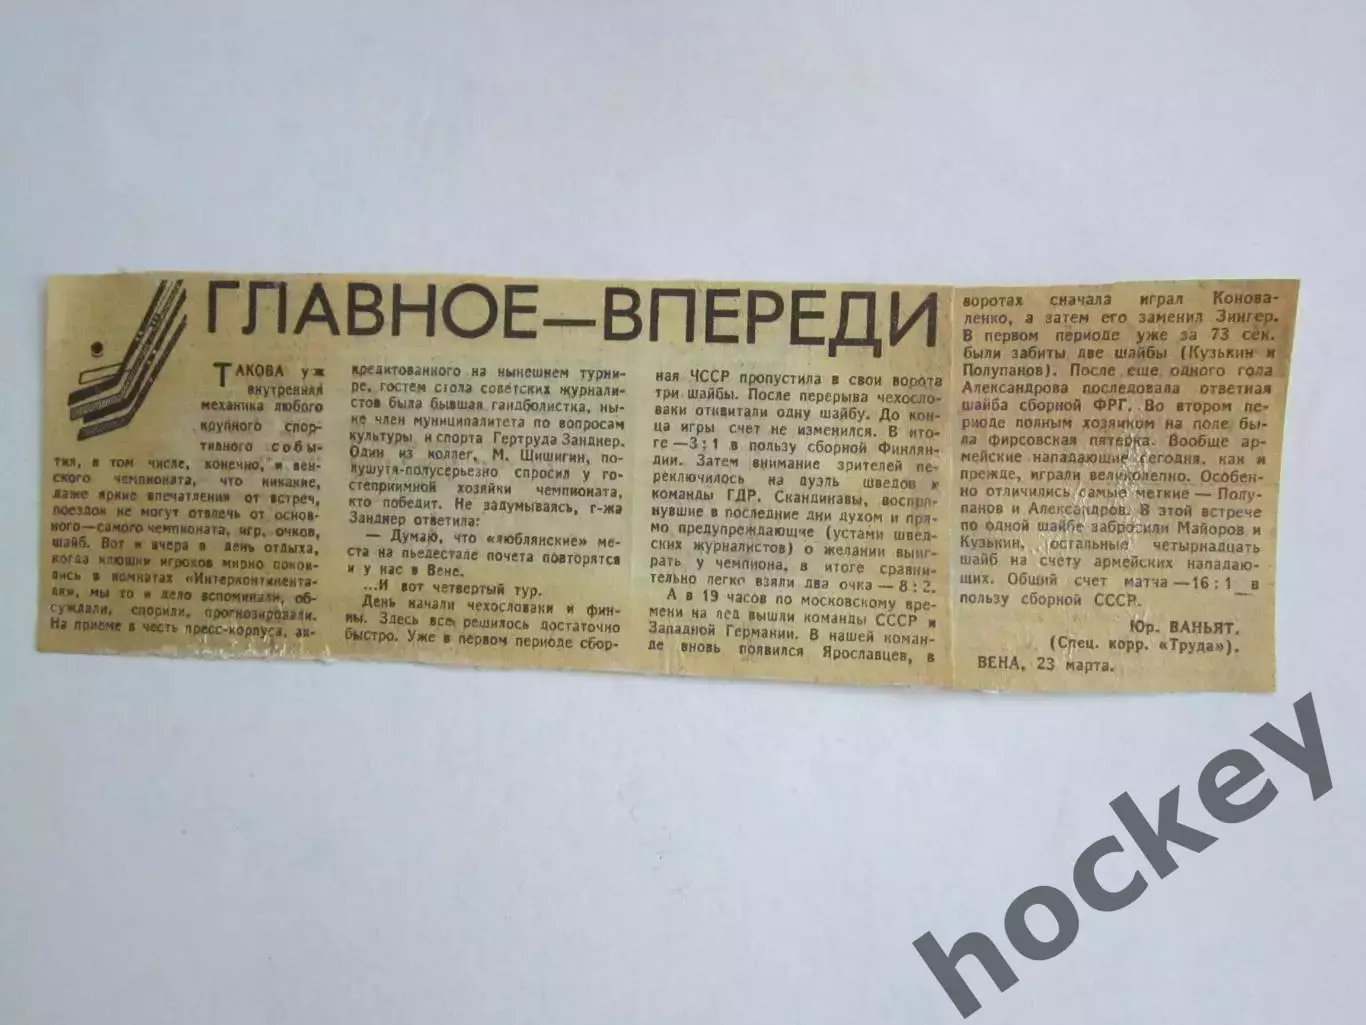 ГЛАВНОЕ—ВПЕРЕДИ
ТАКОВА уж
внутренняя
механика любого
крупного спор-
тивного собы-
тия, в том числе, конечно, и вен-
ского чемпионата, что никакие,
даже яркие впечатления от встреч,
поездок не могут отвлечь от основ-
ного—самого чемпионата, игр, очков,
шайб. Вот и вчера в день отдыха,
когда клюшки игроков мирно покои-
лись в комнатах «Интерконтинента-
ля», мы то и дело вспоминали, об-
суждали, спорили, прогнозировали.
На приеме в честь пресс-корпуса, ак-
кредитованного на нынешнем турни-
ре, гостем стола советских журнали-
стов была бывшая гандболистка, ны-
не член муниципалитета по вопросам
культуры и спорта Гертруда Занднер.
Один из коллег, М. Шишигин, по-
лушутя-полусерьезно спросил у го-
степриимной хозяйки чемпионата,
кто победит. Не задумываясь, г-жа
Занднер ответила:
— Думаю, что «люблянские» ме-
ста на пьедестале почета повторятся
и у нас в Вене.
...И вот четвертый тур.
День начали чехословаки и фин-
ны. Здесь все решилось достаточно
быстро. Уже в первом периоде сбор-
ная ЧССР пропустила в свои ворота
три шайбы. После перерыва чехосло-
ваки отквитали одну шайбу. До кон-
ца игры счет не изменился. В ито-
ге—3:1 в пользу сборной Финлян-
дии. Затем внимание зрителей пе-
реключилось на дуэль шведов и
команды ГДР. Скандинавы, воспря-
нувшие в последние дни духом и пря-
мо предупреждающие (устами швед-
ских журналистов) о желании выиг-
рать у чемпиона, в итоге сравни-
тельно легко взяли два очка—8:2.
А в 19 часов по московскому вре-
мени на лед вышли команды СССР и
Западной Германии. В нашей коман-
де вновь появился Ярославцев, в
воротах сначала играл Конова-
ленко, а затем его заменил Зингер.
В первом периоде уже за 73 сек.
были забиты две шайбы (Кузькин и
Полупанов). После еще одного гола
Александрова последовала ответная
шайба сборной ФРГ. Во втором пе-
риоде полным хозяином на поле бы-
ла фирсовская пятерка. Вообще ар-
мейские нападающие сегодня, как и
прежде, играли великолепно. Особен-
но отличились самые меткие—Полу-
панов и Александров. В этой встрече
по одной шайбе забросили Майоров и
Кузькин, остальные четырнадцать
шайб на счету армейских нападаю-
щих. Общий счет матча—16:1 в
пользу сборной СССР.
Юр. ВАНЬЯТ.
(Спец. корр. «Труда»).
ВЕНА, 23 марта.
hockey